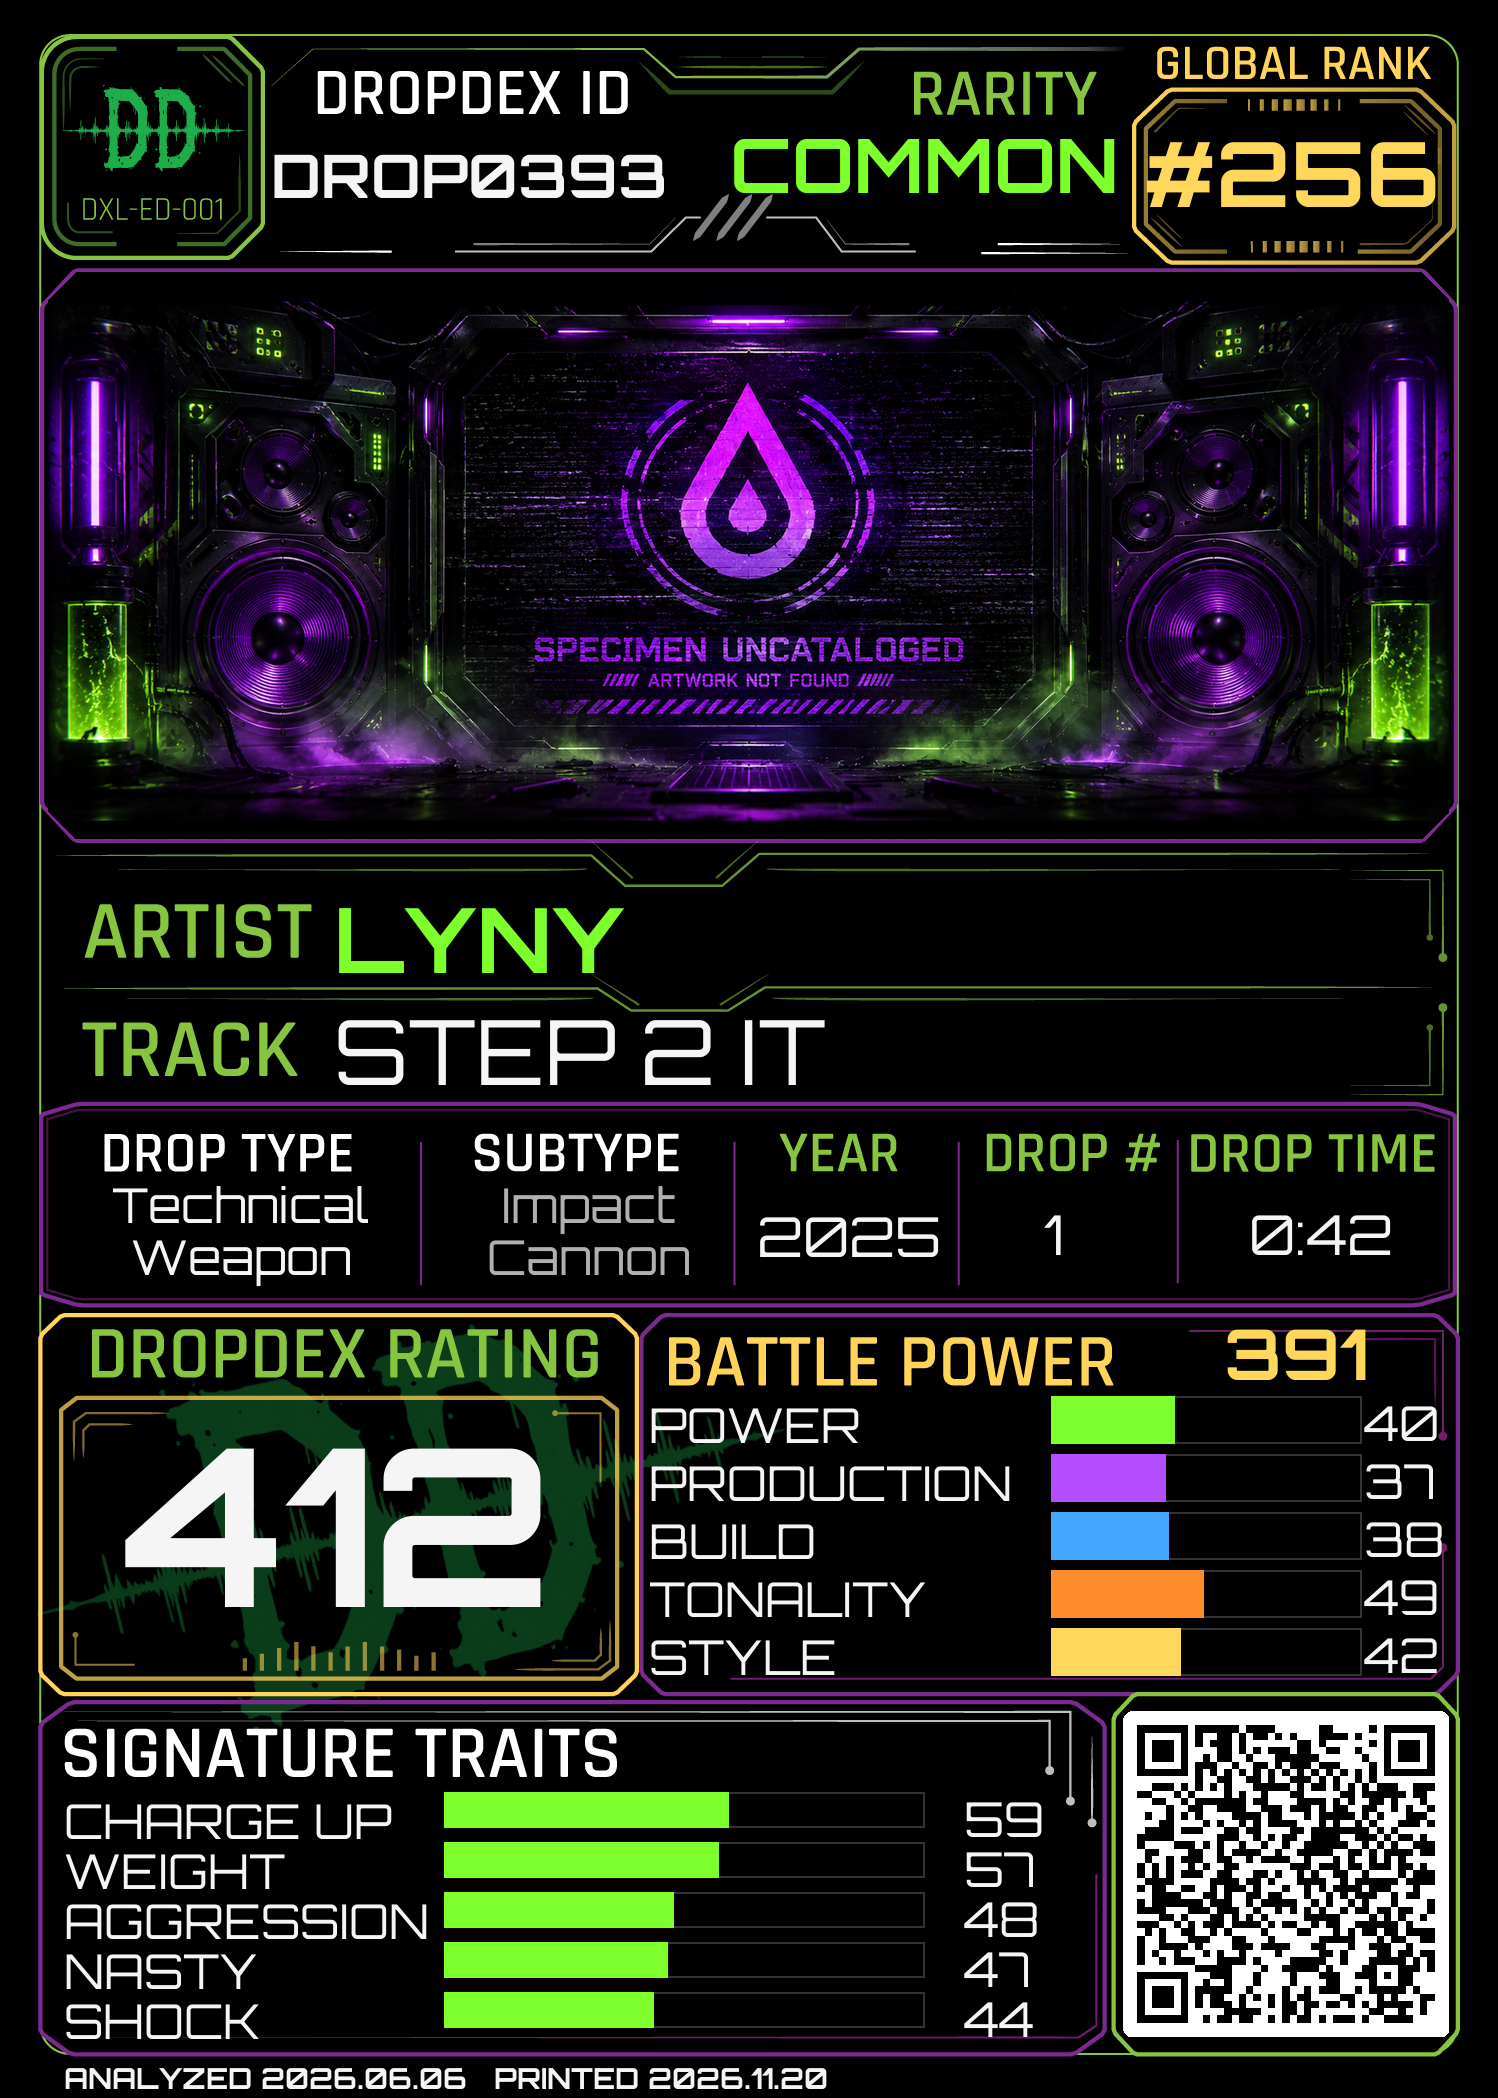 DD
DXL-ED-001
DROPDEX ID
DROP0393
RARITY
COMMON
GLOBAL RANK
#256
SPECIMEN UNCATALOGED
///// ARTWORK NOT FOUND /////
ARTIST LYNY
TRACK STEP 2 IT
DROP TYPE
Technical
Weapon
SUBTYPE
Impact
Cannon
YEAR
2025
DROP #
1
DROP TIME
0:42
DROPDEX RATING
412
BATTLE POWER 391
POWER 40
PRODUCTION 37
BUILD 38
TONALITY 49
STYLE 42
SIGNATURE TRAITS
CHARGE UP 59
WEIGHT 57
AGGRESSION 48
NASTY 47
SHOCK 44
ANALYZED 2026.06.06 PRINTED 2026.11.20